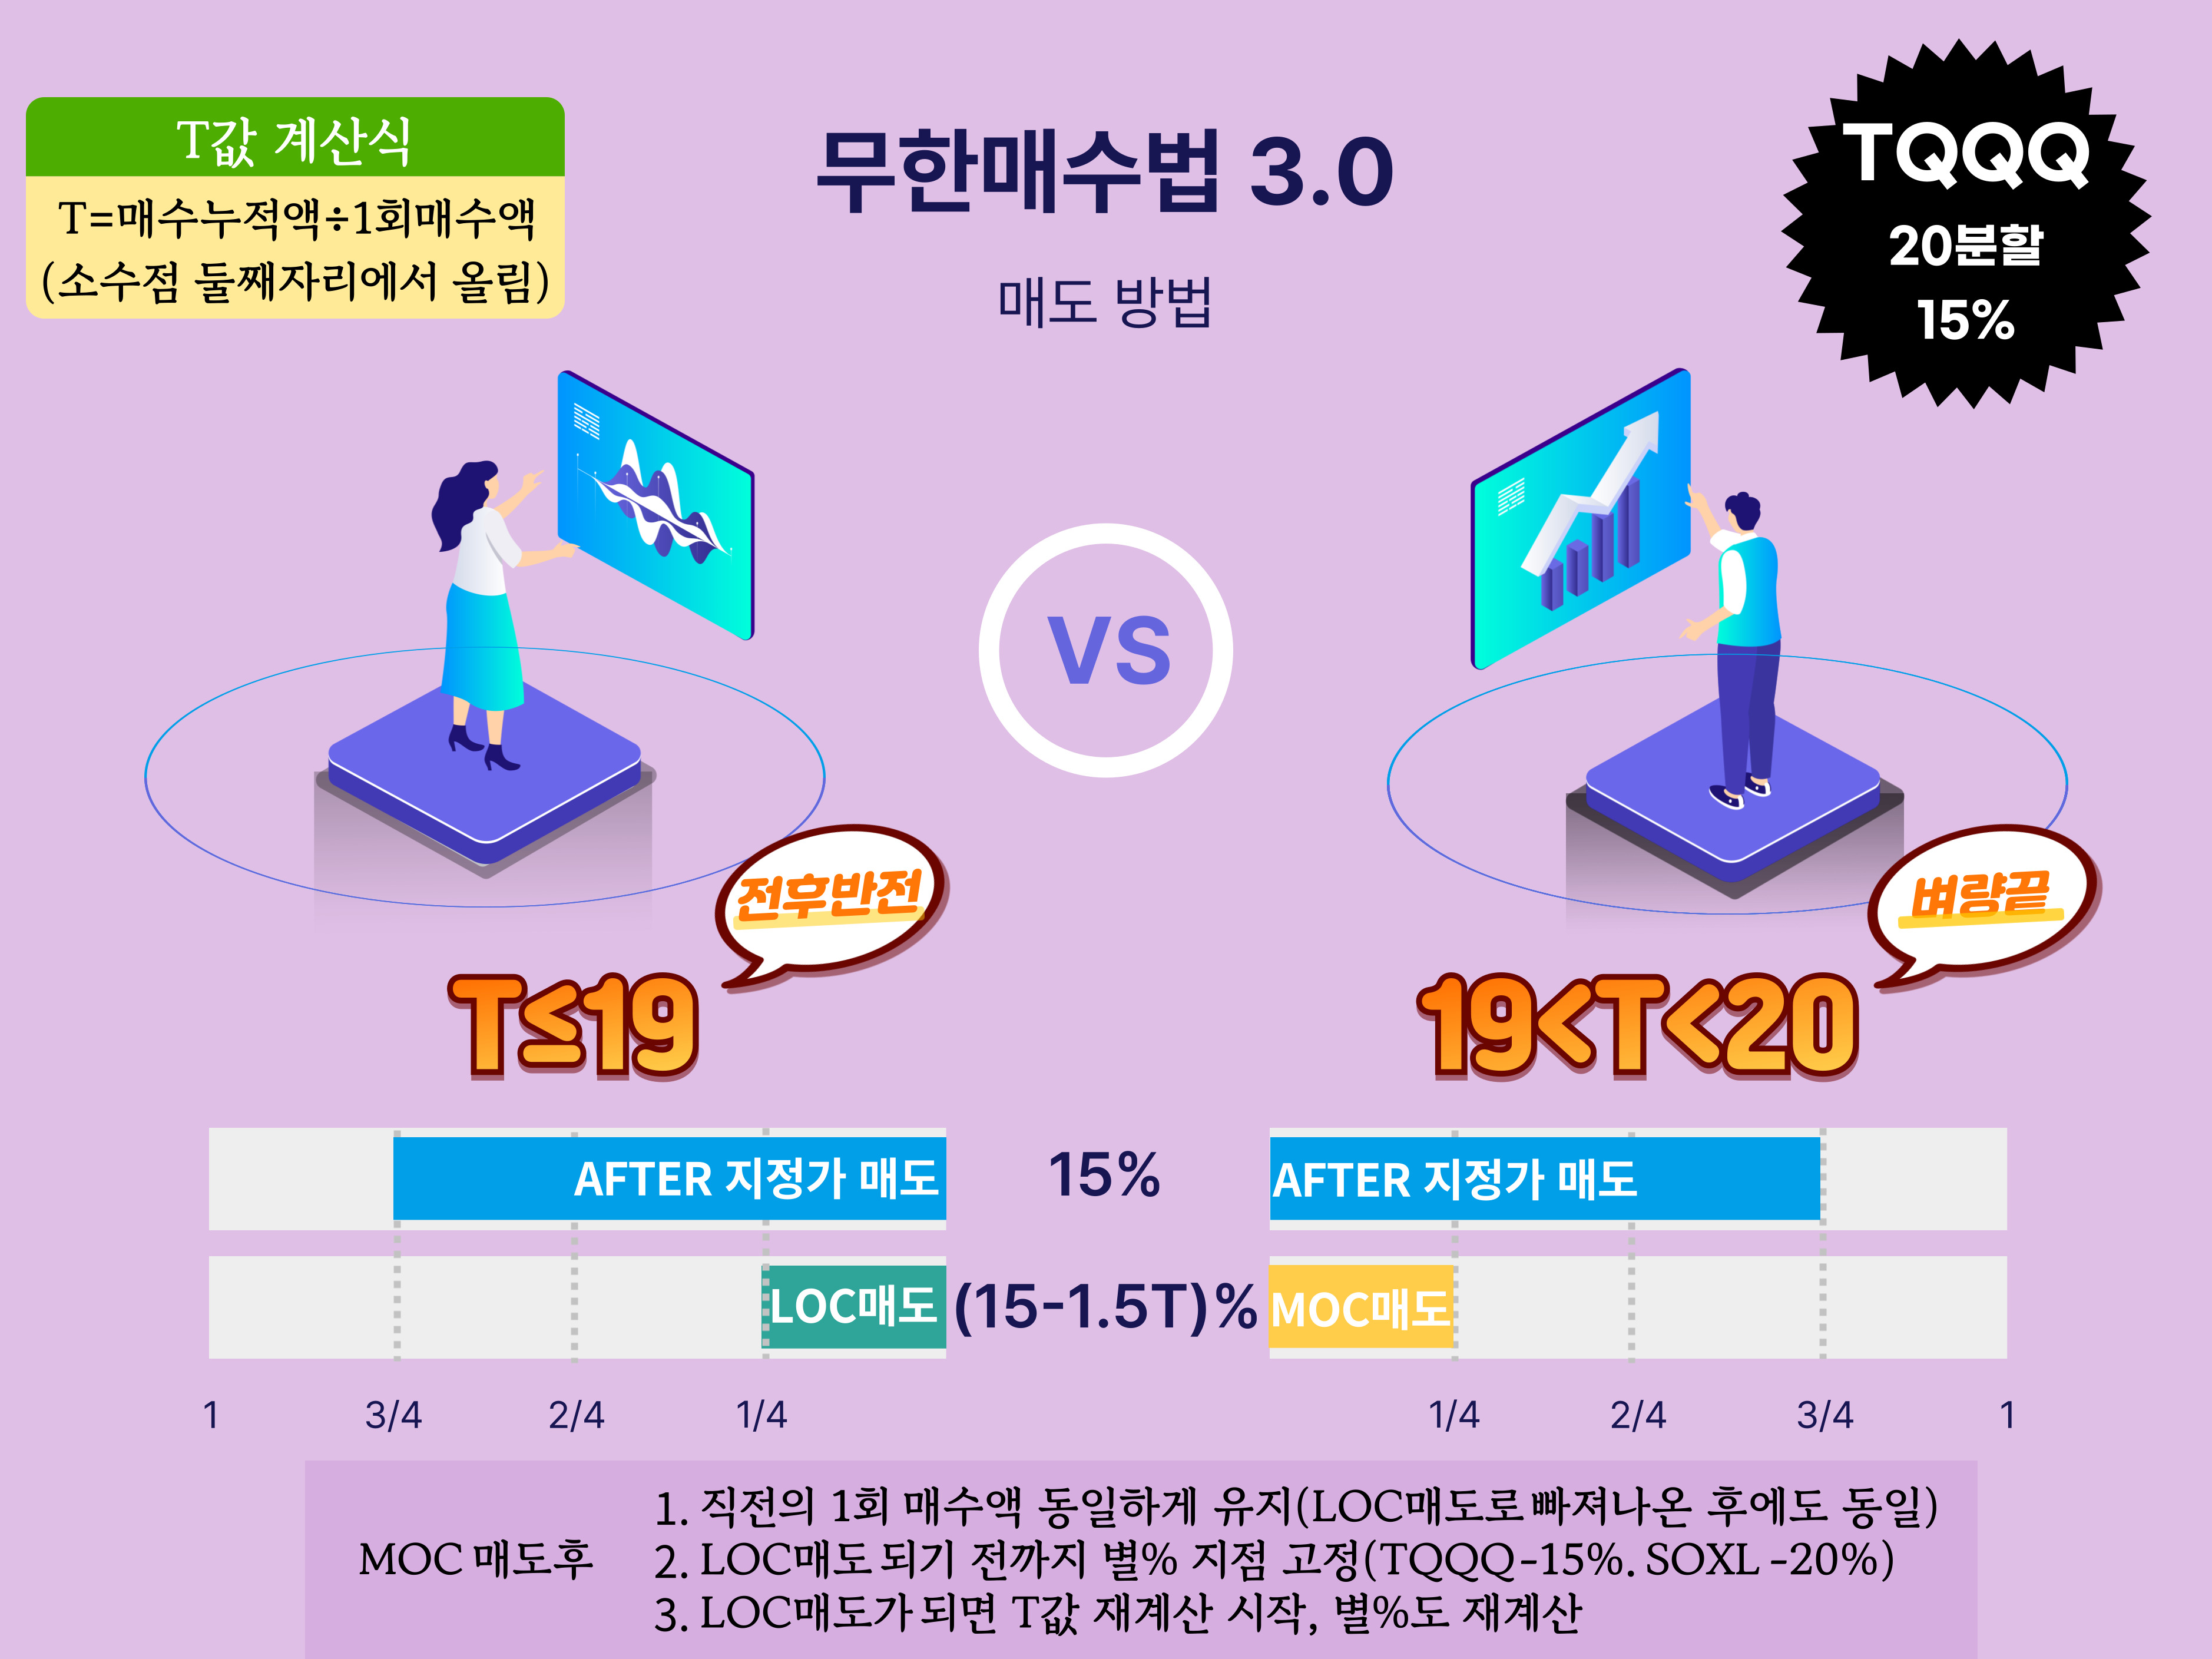 T값 계산식
T=매수누적액÷1회매수액
(소수점 둘째자리에서 올림)
무한매수법 3.0
매도 방법
TQQQ
20분할
15%
VS
전후반전
벼량끝
T≤19
19<T<20
AFTER 지정가 매도
15%
AFTER 지정가 매도
LOC매도
(15-1.5T)%
MOC매도
1 3/4 2/4 1/4
1/4 2/4 3/4 1
MOC 매도후
1. 직전의 1회 매수액 동일하게 유지(LOC매도로 빠져나온 후에도 동일)
2. LOC매도 되기 전까지 별% 지점 고정(TQQQ -15%. SOXL -20%)
3. LOC매도가 되면 T값 재계산 시작, 별%도 재계산